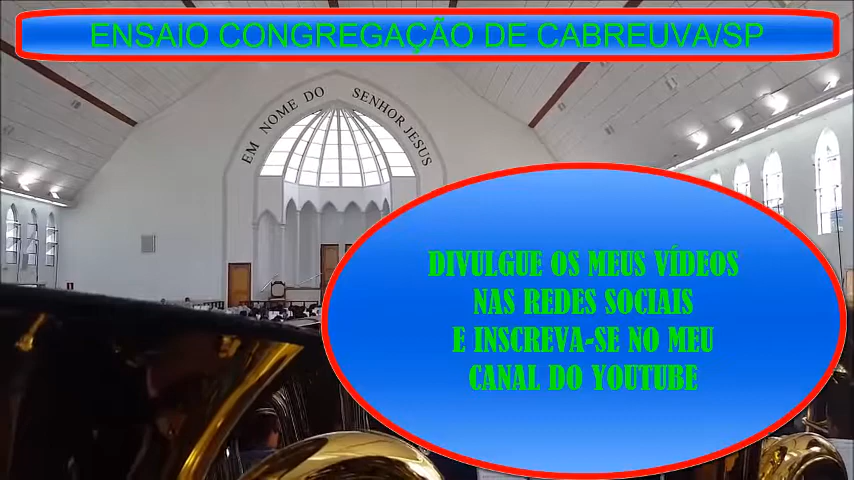 ENSAIO CONGREGAÇÃO DE CABREUVA/SP
EM NOME DO SENHOR JESUS
DIVULGUE OS MEUS VÍDEOS
NAS REDES SOCIAIS
E INSCREVA-SE NO MEU
CANAL DO YOUTUBE